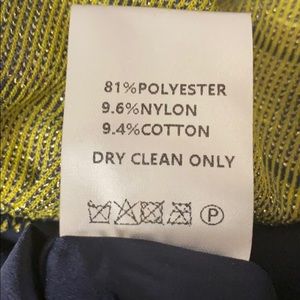 81%POLYESTER
9.6%NYLON
9.4%COTTON
DRY CLEAN ONLY
P